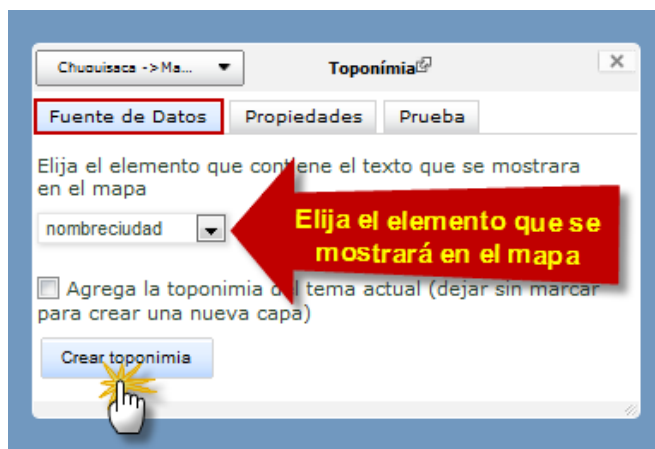 Chuquisaca ->Ma...
Toponímia
Fuente de Datos
Propiedades
Prueba
Elija el elemento que contiene el texto que se mostrara
en el mapa
nombreciudad
Elija el elemento que se
mostrará en el mapa
Agrega la toponimia del tema actual (dejar sin marcar
para crear una nueva capa)
Crear toponimia